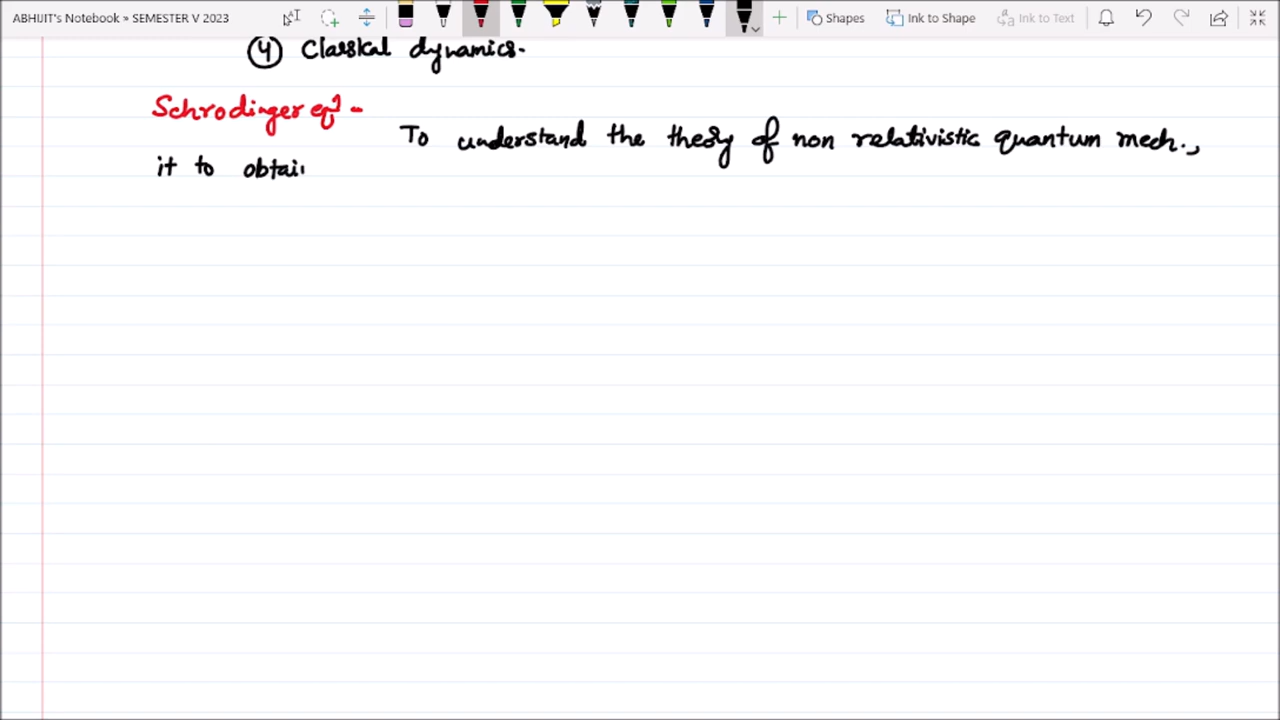 ABHIJIT's Notebook » SEMESTER V 2023
Shapes
Ink to Shape
Ink to Text
④ Classical dynamics.
Schrodinger eqⁿ -
To understand the theory of non relativistic quantum mech.,
it to obtain